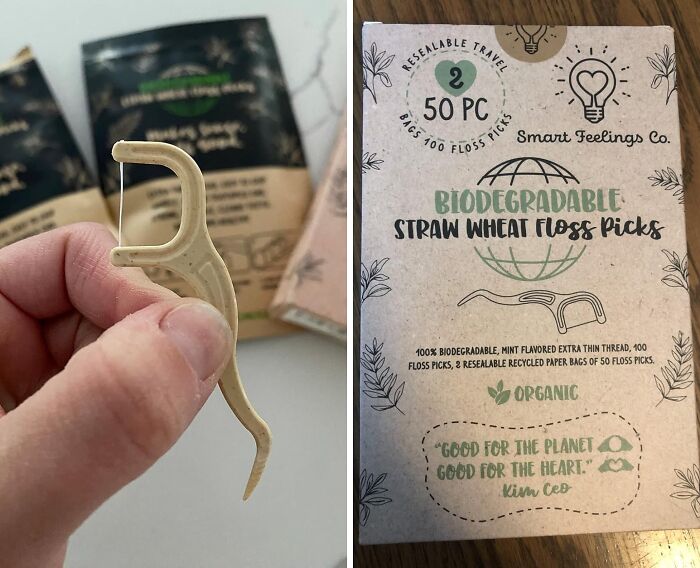 RESEALABLE TRAVEL
2
50 PC
BAGS 100 FLOSS PICKS
Smart Feelings Co.
BIODEGRADABLE
STRAW WHEAT Floss Picks
100% BIODEGRADABLE, MINT FLAVORED EXTRA THIN THREAD, 100
FLOSS PICKS, 2 RESEALABLE RECYCLED PAPER BAGS OF 50 FLOSS PICKS.
ORGANIC
"GOOD FOR THE PLANET
GOOD FOR THE HEART."
Kim Ceo